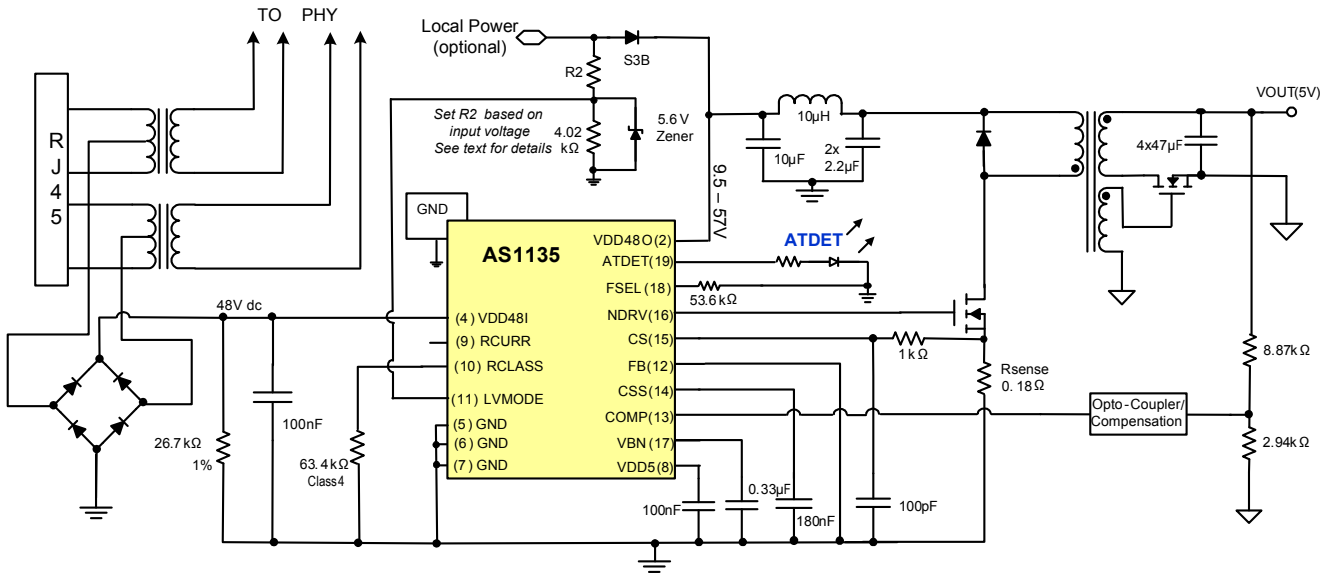 TO PHY
Local Power
(optional)
S3B
R2
RJ45
Set R2 based on
input voltage
See text for details
4.02
kΩ
5.6V
Zener
9.5 – 57V
10µH
10µF
2x
2.2µF
VOUT(5V)
4x47µF
GND
AS1135
VDD48O(2)
ATDET(19)
FSEL(18)
NDRV(16)
CS(15)
FB(12)
CSS(14)
COMP(13)
VBN(17)
VDD5(8)
(4) VDD48I
(9) RCURR
(10) RCLASS
(11) LVMODE
(5) GND
(6) GND
(7) GND
ATDET
53.6kΩ
48V dc
1kΩ
Rsense
0.18Ω
8.87kΩ
Opto-Coupler/
Compensation
2.94kΩ
26.7kΩ
1%
100nF
63.4kΩ
Class4
100nF
0.33µF
180nF
100pF